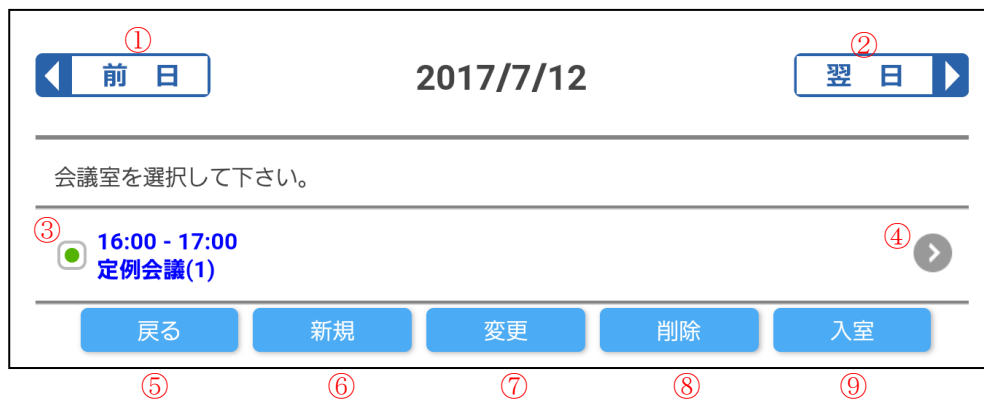 ① ②
前 日 2017/7/12 翌 日
会議室を選択して下さい。
③ 16:00 - 17:00 ④
定例会議(1)
戻る 新規 変更 削除 入室
⑤ ⑥ ⑦ ⑧ ⑨